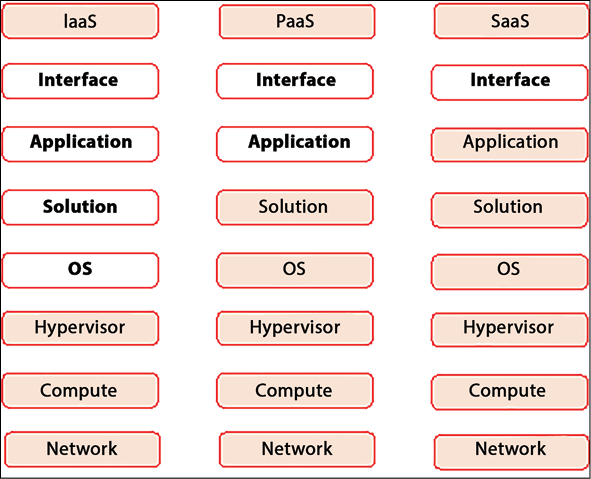 IaaS PaaS SaaS
Interface Interface Interface
Application Application Application
Solution Solution Solution
OS OS OS
Hypervisor Hypervisor Hypervisor
Compute Compute Compute
Network Network Network